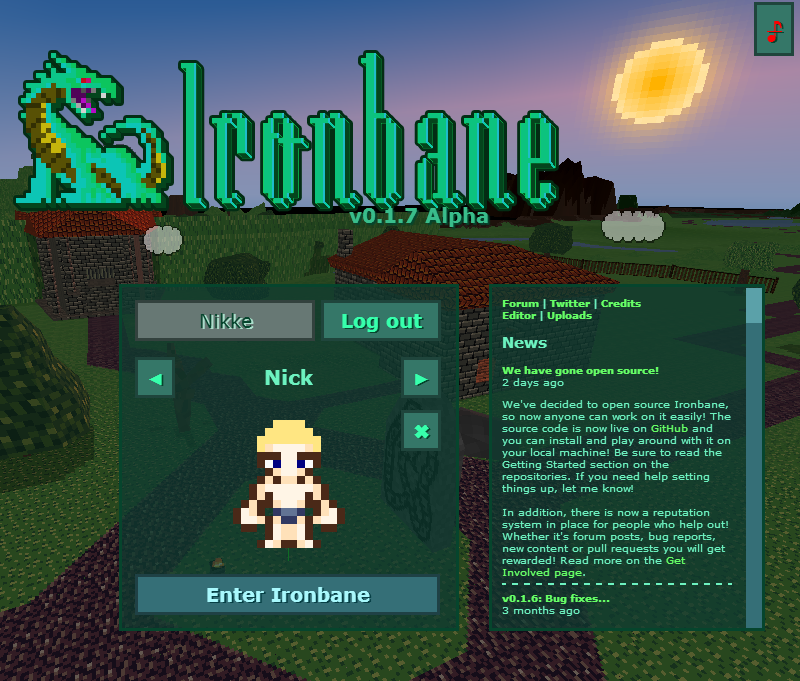 Ironbane
v0.1.7 Alpha
Nikke
Log out
Nick
Enter Ironbane
Forum | Twitter | Credits
Editor | Uploads
News
We have gone open source!
2 days ago
We've decided to open source Ironbane,
so now anyone can work on it easily! The
source code is now live on GitHub and
you can install and play around with it on
your local machine! Be sure to read the
Getting Started section on the
repositories. If you need help setting
things up, let me know!
In addition, there is now a reputation
system in place for people who help out!
Whether it's forum posts, bug reports,
new content or pull requests you will get
rewarded! Read more on the Get
Involved page.
v0.1.6: Bug fixes...
3 months ago